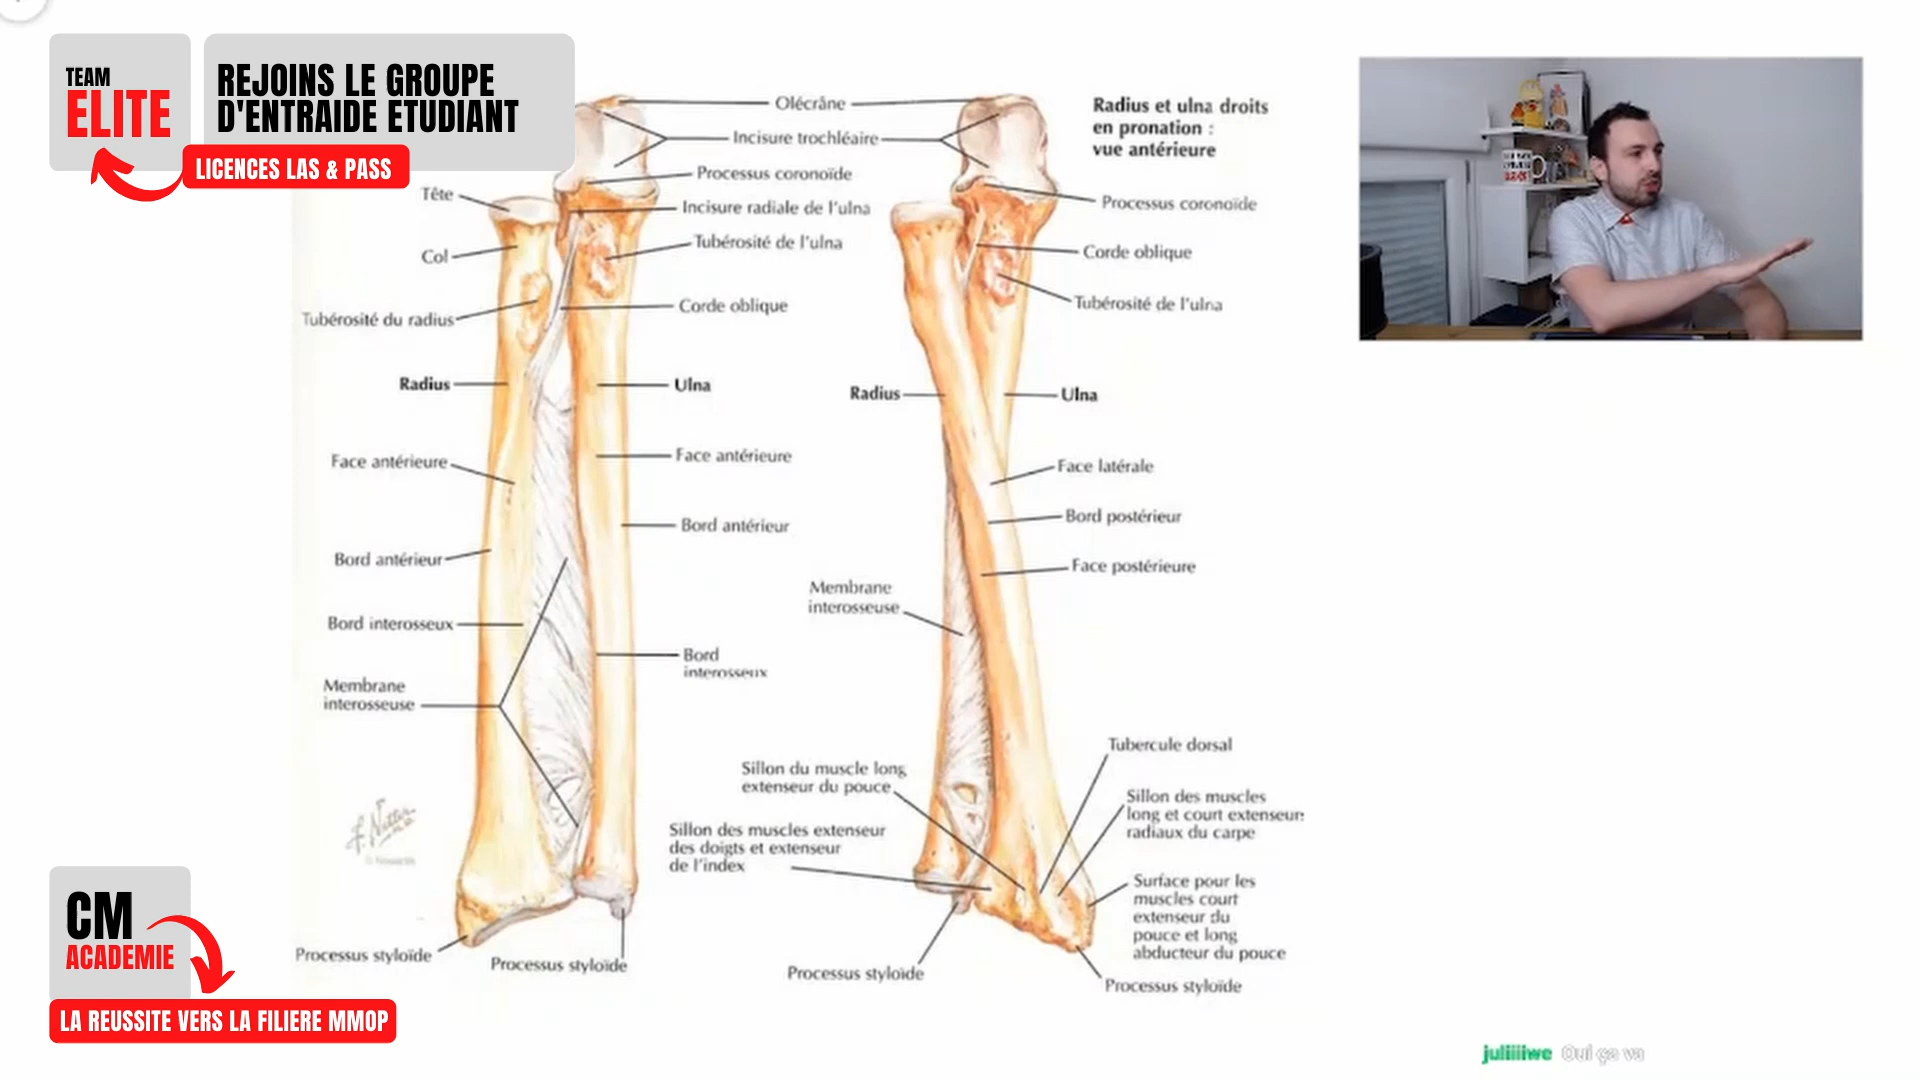 TEAM
ELITE
REJOINS LE GROUPE
D'ENTRAIDE ETUDIANT
LICENCES LAS & PASS
Olécrâne
Incisure trochléaire
Processus coronoïde
Incisure radiale de l'ulna
Tubérosité de l'ulna
Corde oblique
Ulna
Face antérieure
Bord antérieur
Bord
interosseux
Tête
Col
Tubérosité du radius
Radius
Face antérieure
Bord antérieur
Bord interosseux
Membrane
interosseuse
F. Netter
Processus styloïde
Processus styloïde
Radius et ulna droits
en pronation :
vue antérieure
Processus coronoïde
Corde oblique
Tubérosité de l'ulna
Radius
Ulna
Face latérale
Bord postérieur
Face postérieure
Membrane
interosseuse
Tubercule dorsal
Sillon du muscle long
extenseur du pouce
Sillon des muscles
long et court extenseurs
radiaux du carpe
Sillon des muscles extenseur
des doigts et extenseur
de l'index
Surface pour les
muscles court
extenseur du
pouce et long
abducteur du pouce
Processus styloïde
Processus styloïde
CM
ACADEMIE
LA REUSSITE VERS LA FILIERE MMOP
juliiiiwe Oui ça va